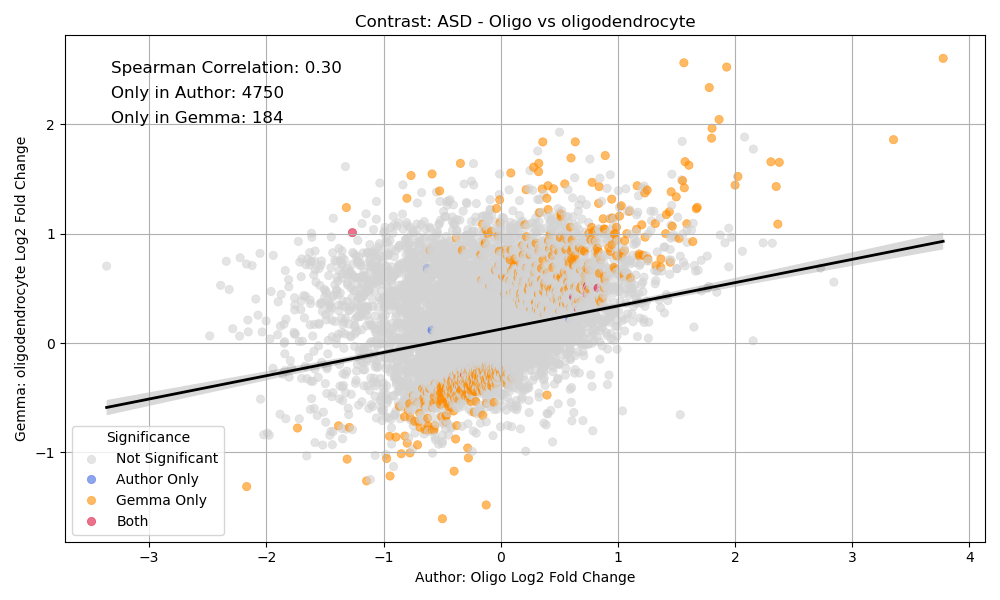 Contrast: ASD - Oligo vs oligodendrocyte
Spearman Correlation: 0.30
Only in Author: 4750
Only in Gemma: 184
Gemma: oligodendrocyte Log2 Fold Change
2
1
0
−1
Significance
Not Significant
Author Only
Gemma Only
Both
−3 −2 −1 0 1 2 3 4
Author: Oligo Log2 Fold Change